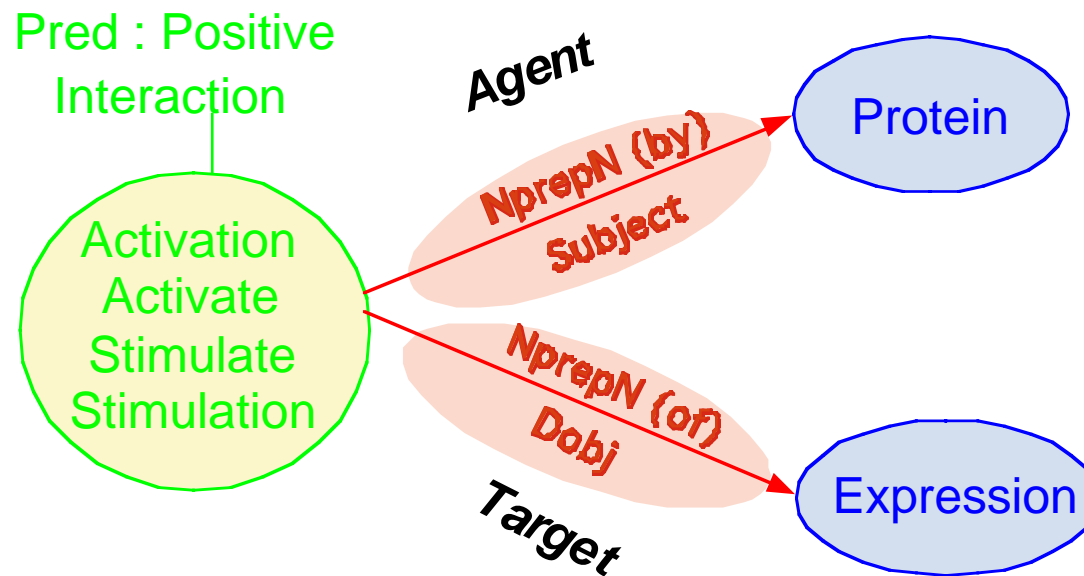 Pred : Positive
Interaction
Activation
Activate
Stimulate
Stimulation
Agent
NprepN (by)
Subject
Protein
NprepN (of)
Dobj
Target
Expression